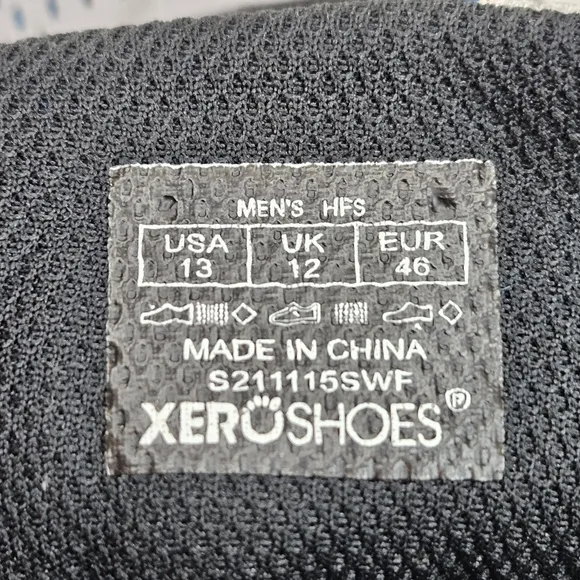 MEN'S HFS
USA UK EUR
13 12 46
MADE IN CHINA
S211115SWF
XEROSHOES®